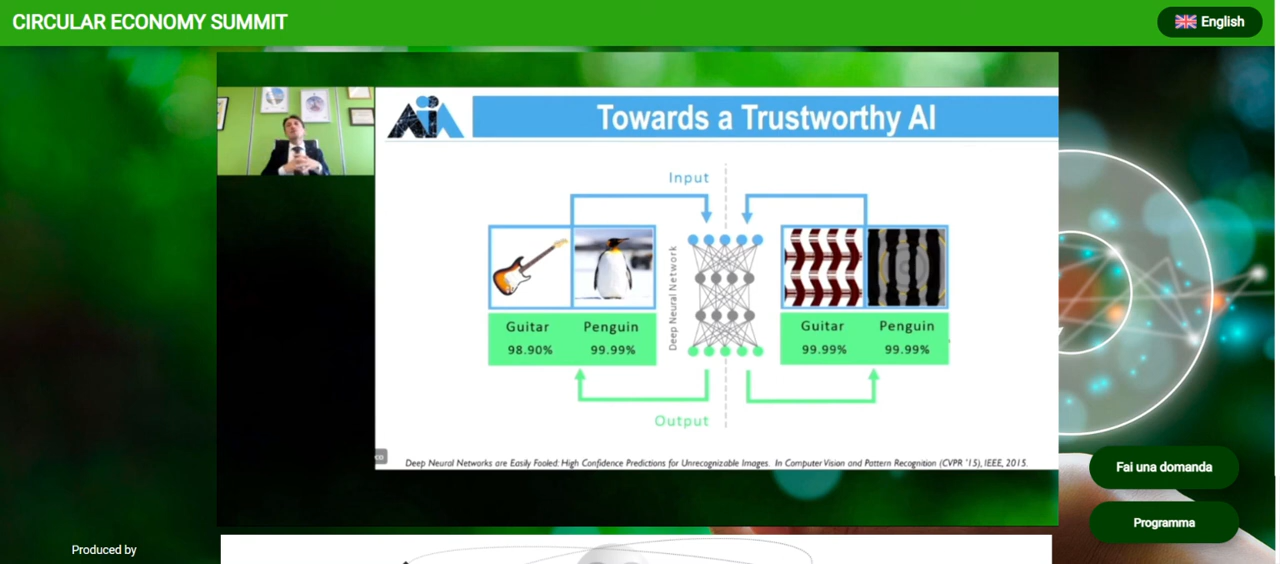 CIRCULAR ECONOMY SUMMIT
English
AiA
Towards a Trustworthy AI
Input
Deep Neural Network
Guitar Penguin
98.90% 99.99%
Guitar Penguin
99.99% 99.99%
Output
co
Deep Neural Networks are Easily Fooled: High Confidence Predictions for Unrecognizable Images. In Computer Vision and Pattern Recognition (CVPR '15), IEEE, 2015.
Fai una domanda
Programma
Produced by